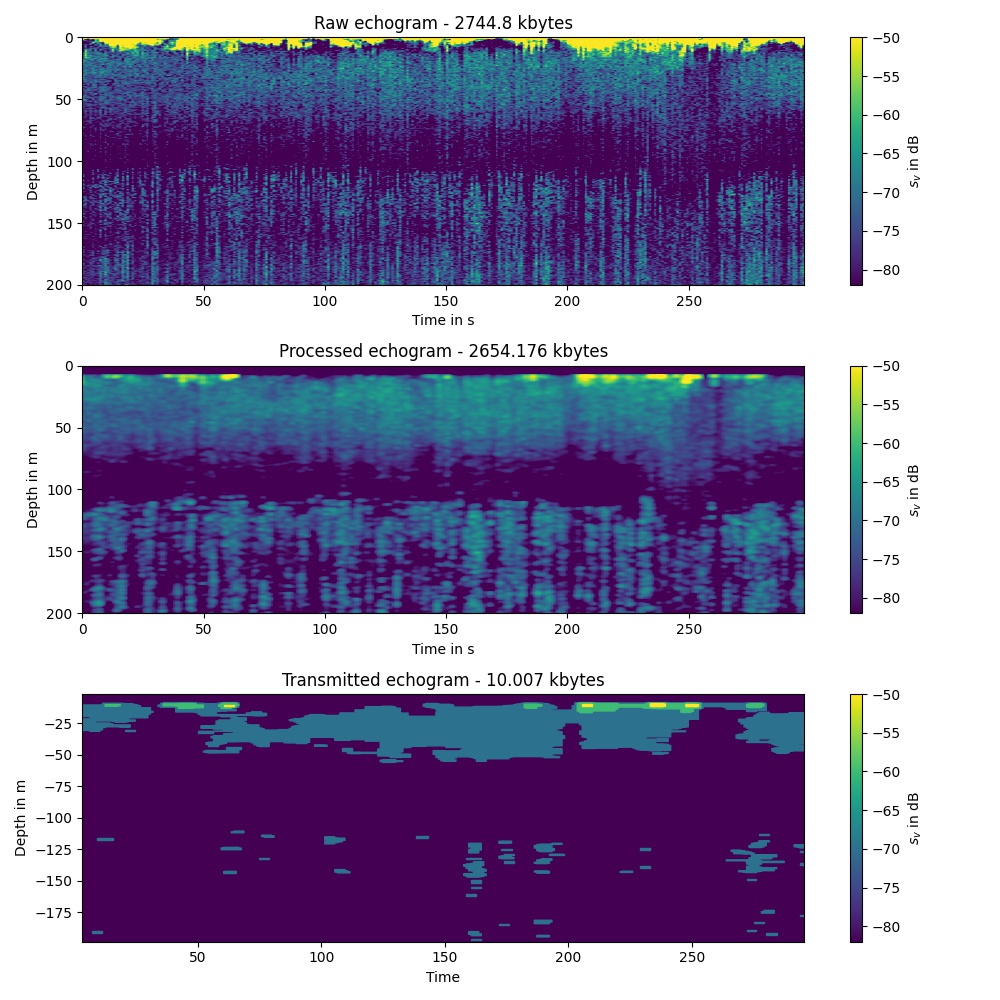 Raw echogram - 2744.8 kbytes
0
50
100
150
200
Depth in m
0 50 100 150 200 250
Time in s
−50
−55
−60
−65
−70
−75
−80
sv in dB
Processed echogram - 2654.176 kbytes
0
50
100
150
200
Depth in m
0 50 100 150 200 250
Time in s
−50
−55
−60
−65
−70
−75
−80
sv in dB
Transmitted echogram - 10.007 kbytes
−25
−50
−75
−100
−125
−150
−175
Depth in m
50 100 150 200 250
Time
−50
−55
−60
−65
−70
−75
−80
sv in dB